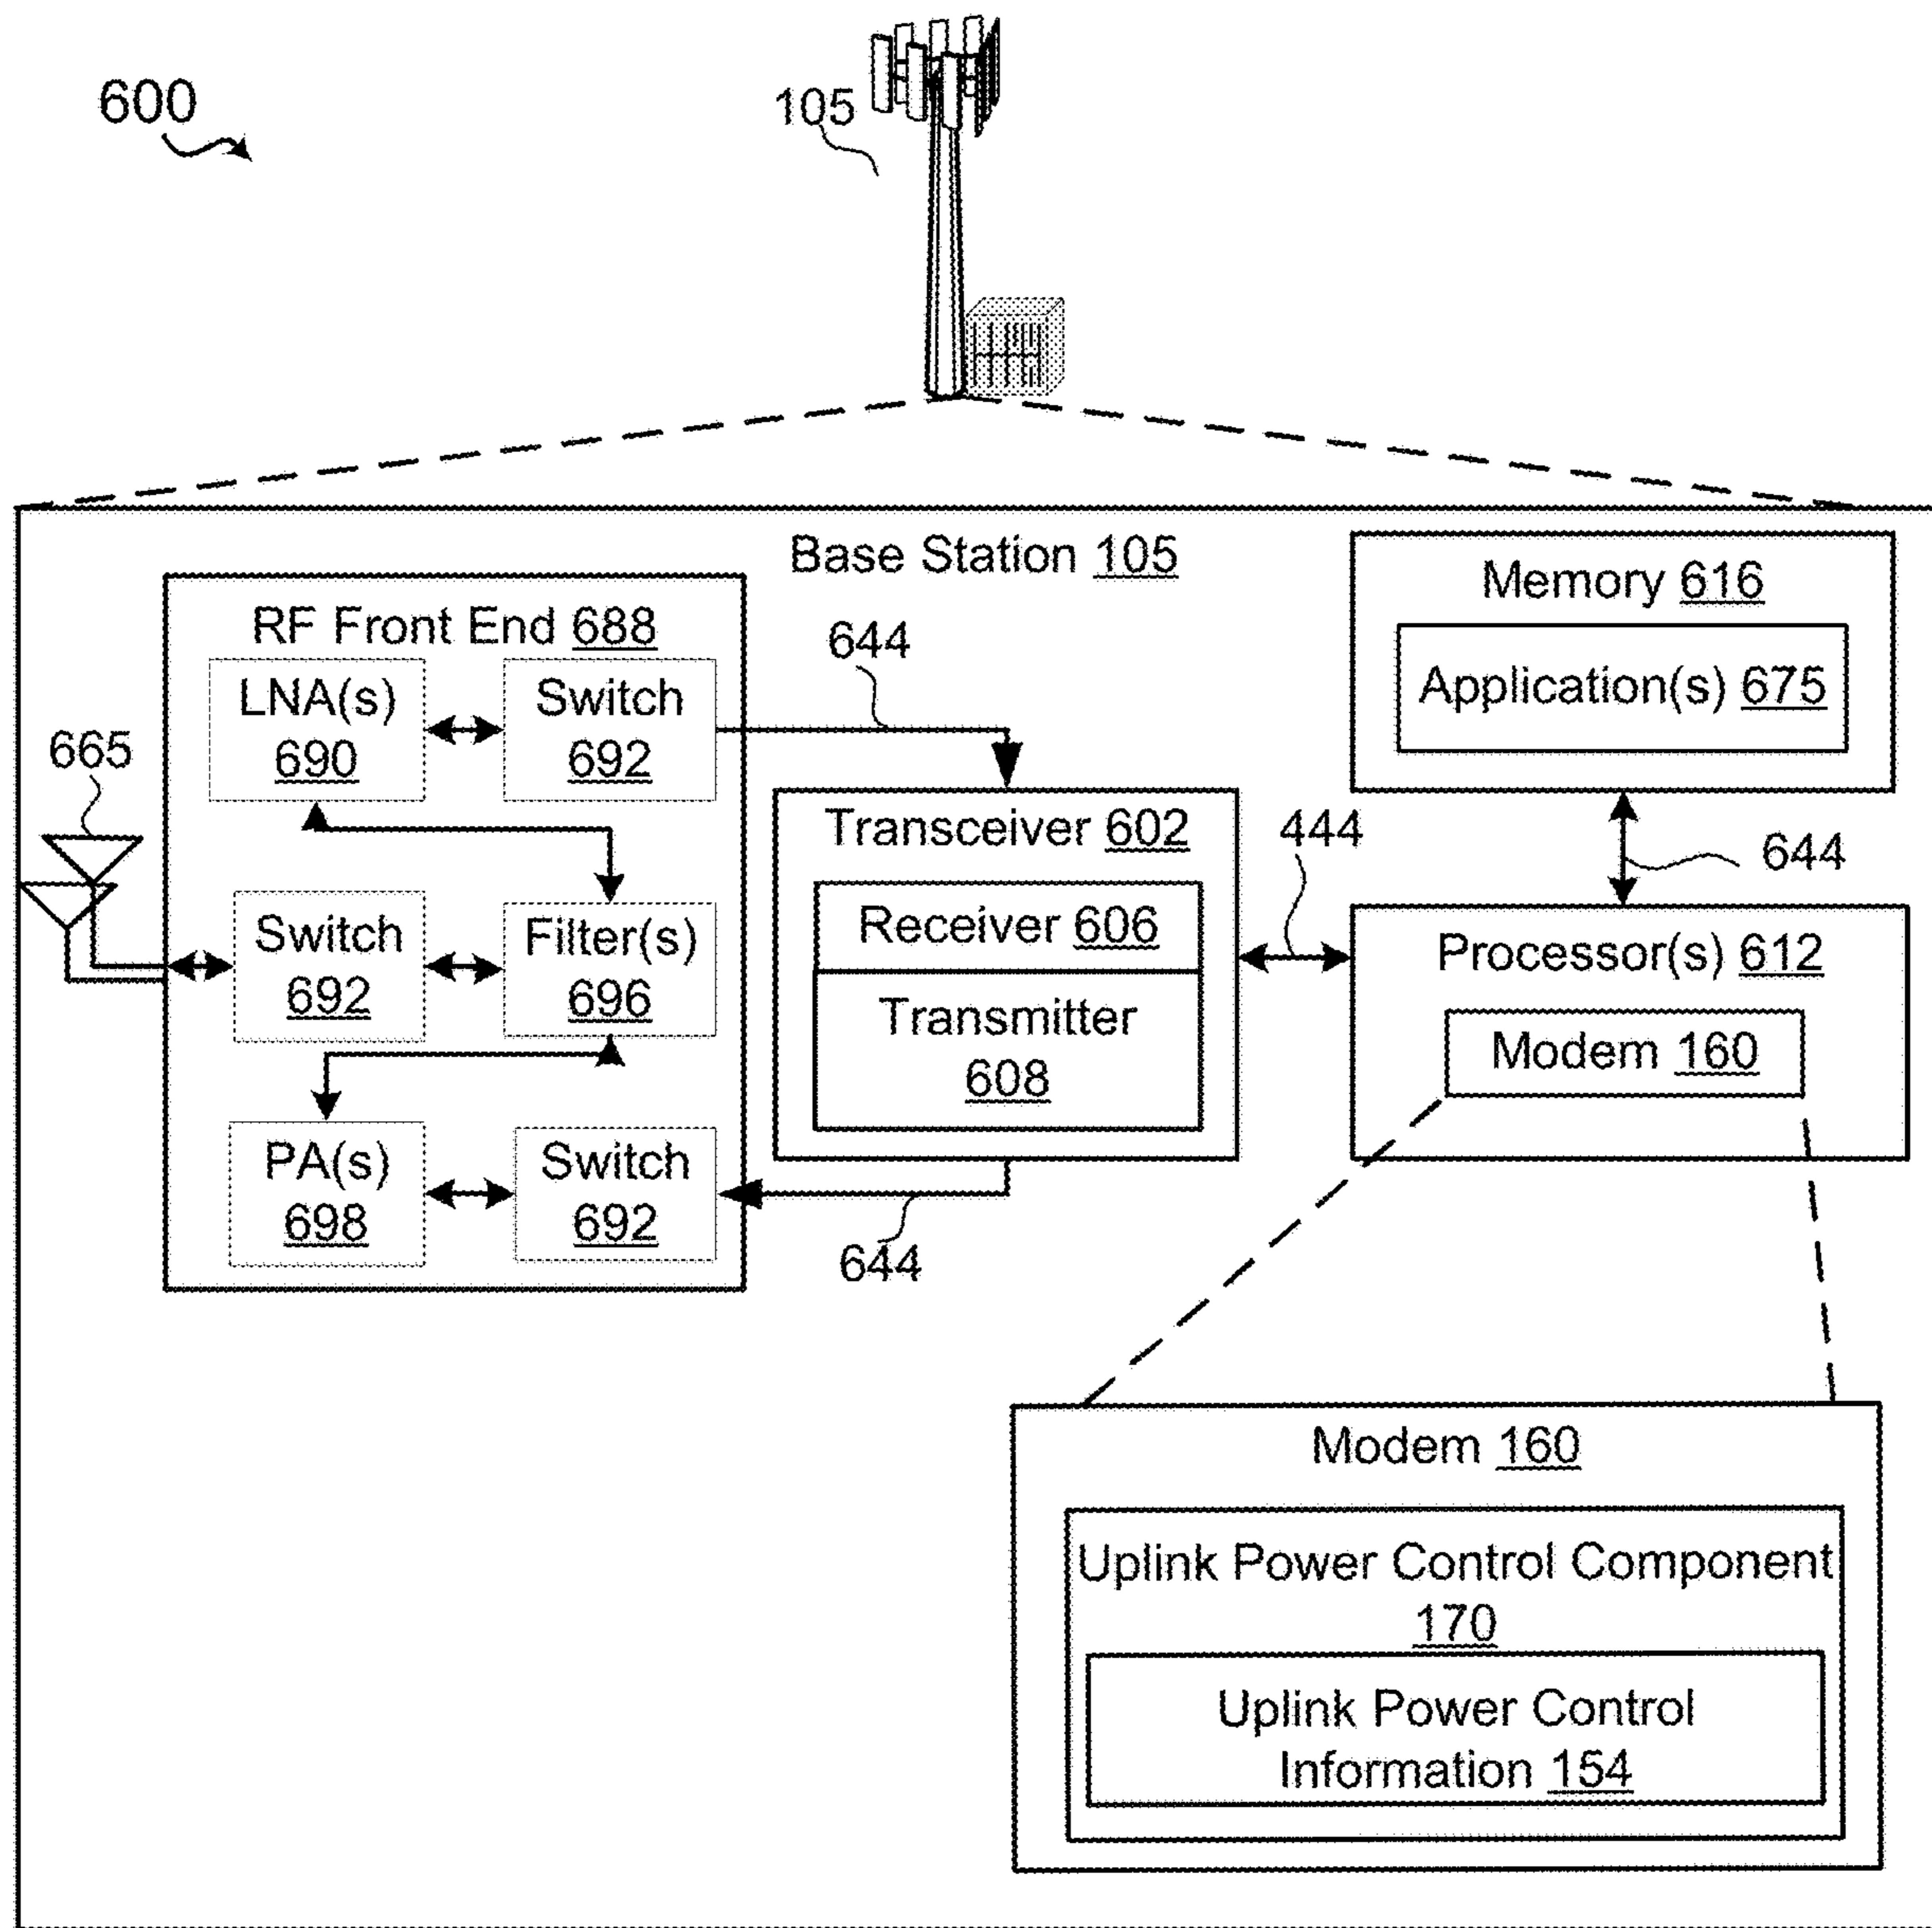 600
105
Base Station 105
RF Front End 688
LNA(s)
690
Switch
692
644
Memory 616
Application(s) 675
665
Transceiver 602
Receiver 606
Transmitter
608
444
644
Switch
692
Filter(s)
696
Processor(s) 612
Modem 160
PA(s)
698
Switch
692
644
Modem 160
Uplink Power Control Component
170
Uplink Power Control
Information 154